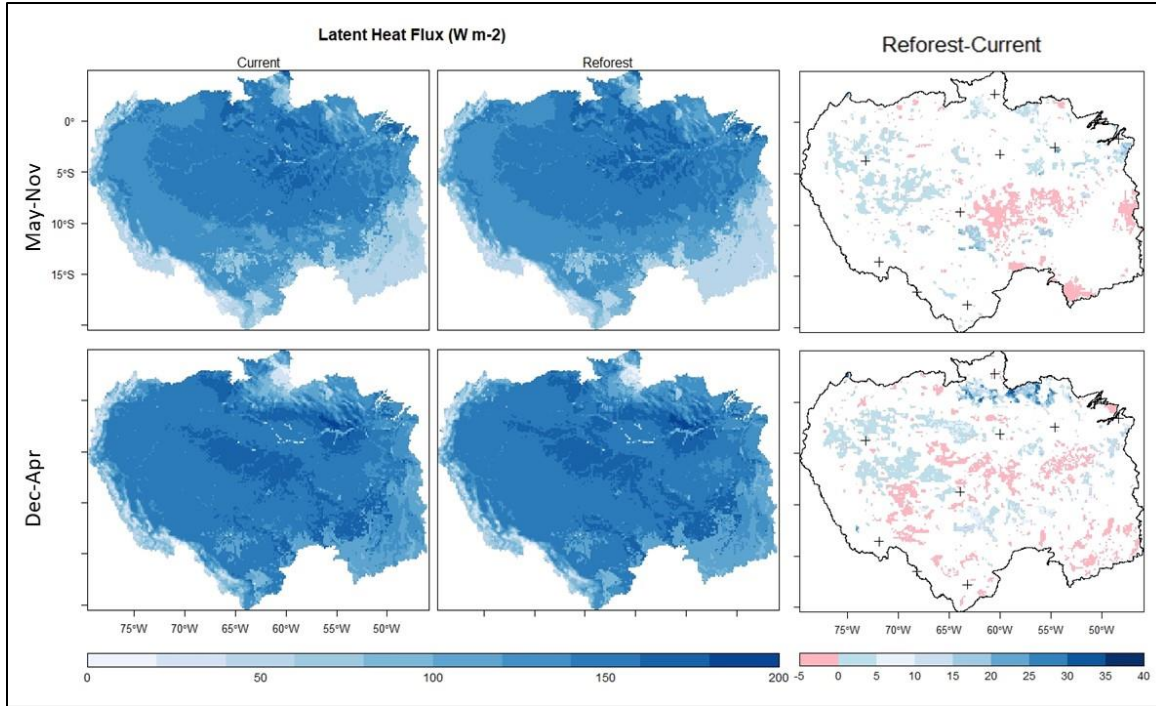 Latent Heat Flux (W m-2)
Current
Reforest
Reforest-Current
May-Nov
0°
5°S
10°S
15°S
Dec-Apr
75°W 70°W 65°W 60°W 55°W 50°W
75°W 70°W 65°W 60°W 55°W 50°W
0 50 100 150 200
-5 0 5 10 15 20 25 30 35 40